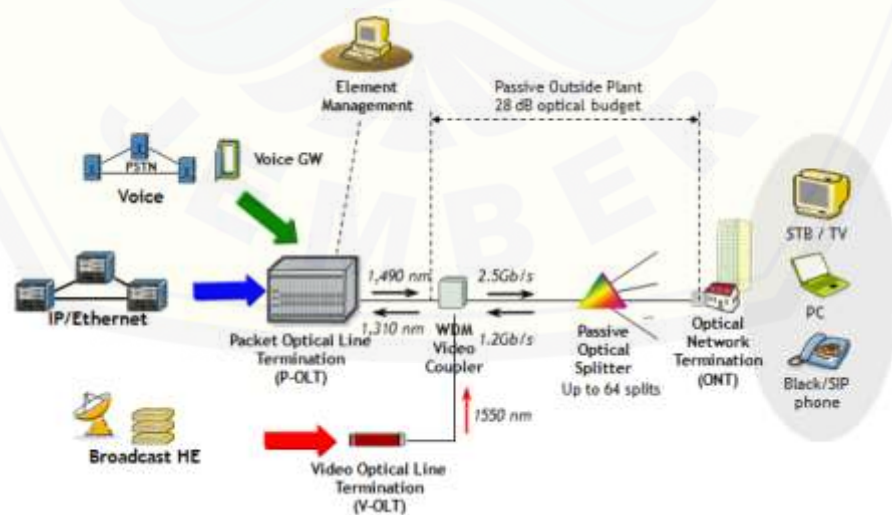 Element
Management
Passive Outside Plant
28 dB optical budget
PSTN
Voice
Voice GW
STB / TV
1,490 nm
2.5Gb/s
IP/Ethernet
1,310 nm
1.2Gb/s
PC
Packet Optical Line
Termination
(P-OLT)
WDM
Video
Coupler
Passive
Optical
Splitter
Up to 64 splits
Optical
Network
Termination
(ONT)
Black/SIP
phone
1550 nm
Broadcast HE
Video Optical Line
Termination
(V-OLT)
EMBER